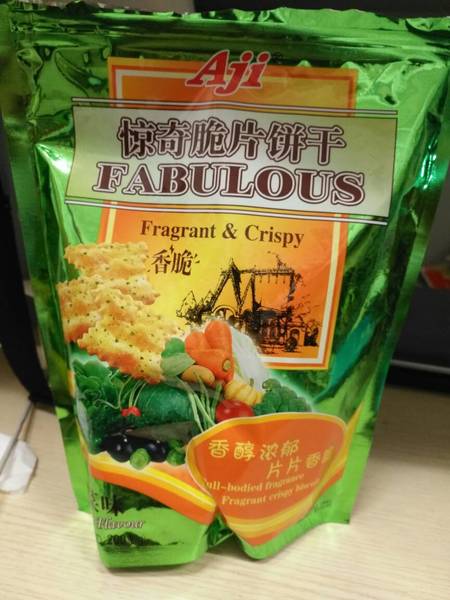 Aji
惊奇脆片饼干
FABULOUS
Fragrant & Crispy
香脆
香醇浓郁
片片香
full-bodied fragrance
Fragrant crispy
味
Flavour